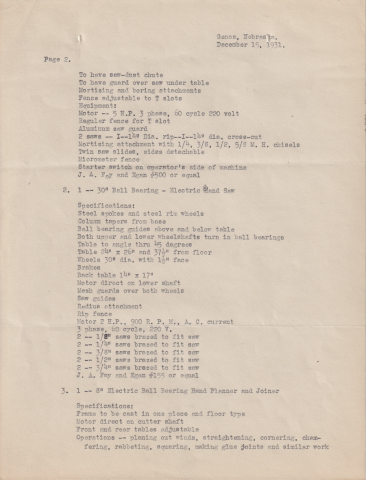 Genoa, Nebraska.
December 15, 1931.
Page 2.
To have saw-dust chute
To have guard over saw under table
Mortising and boring attachments
Fence adjustable to T slots
Equipment:
Motor -- 5 H.P. 3 phase, 60 cycle 220 volt
Regular fence for T slot
Aluminum saw guard
2 saws -- 1--14" Dia. rip--1--14" dia. cross-cut
Mortising attachment with 1/4, 3/8, 1/2, 5/8 M. H. chisels
Twin saw slides, sides detachable
Micrometer fence
Starter switch on operator's side of machine
J. A. Fay and Egan #500 or equal
2. 1 -- 30" Ball Bearing - Electric Band Saw
Specifications:
Steel spokes and steel rim wheels
Column tapers from base
Ball bearing guides above and below table
Both upper and lower wheelshafts turn in ball bearings
Table to angle thru 45 degrees
Table 24" x 26" and 37½" from floor
Wheels 30" dia. with 1½" face
Brakes
Back table 14" x 17"
Motor direct on lower shaft
Mesh guards over both wheels
Saw guides
Radius attachment
Rip fence
Motor 2 H.P., 900 R. P. M., A. C. current
3 phase, 60 cycle, 220 V.
2 -- 1/2" saws brazed to fit saw
2 -- 1/4" saws brazed to fit saw
2 -- 3/8" saws brazed to fit saw
2 -- 1/2" saws brazed to fit saw
2 -- 3/4" saws brazed to fit saw
J. A. Fay and Egan #155 or equal
3. 1 -- 8" Electric Ball Bearing Hand Planner and Joiner
Specifications:
Frame to be cast in one piece and floor type
Motor direct on cutter shaft
Front and rear tables adjustable
Operations -- planing out winds, straightening, cornering, cham-
fering, rabbeting, squaring, making glue joints and similar work